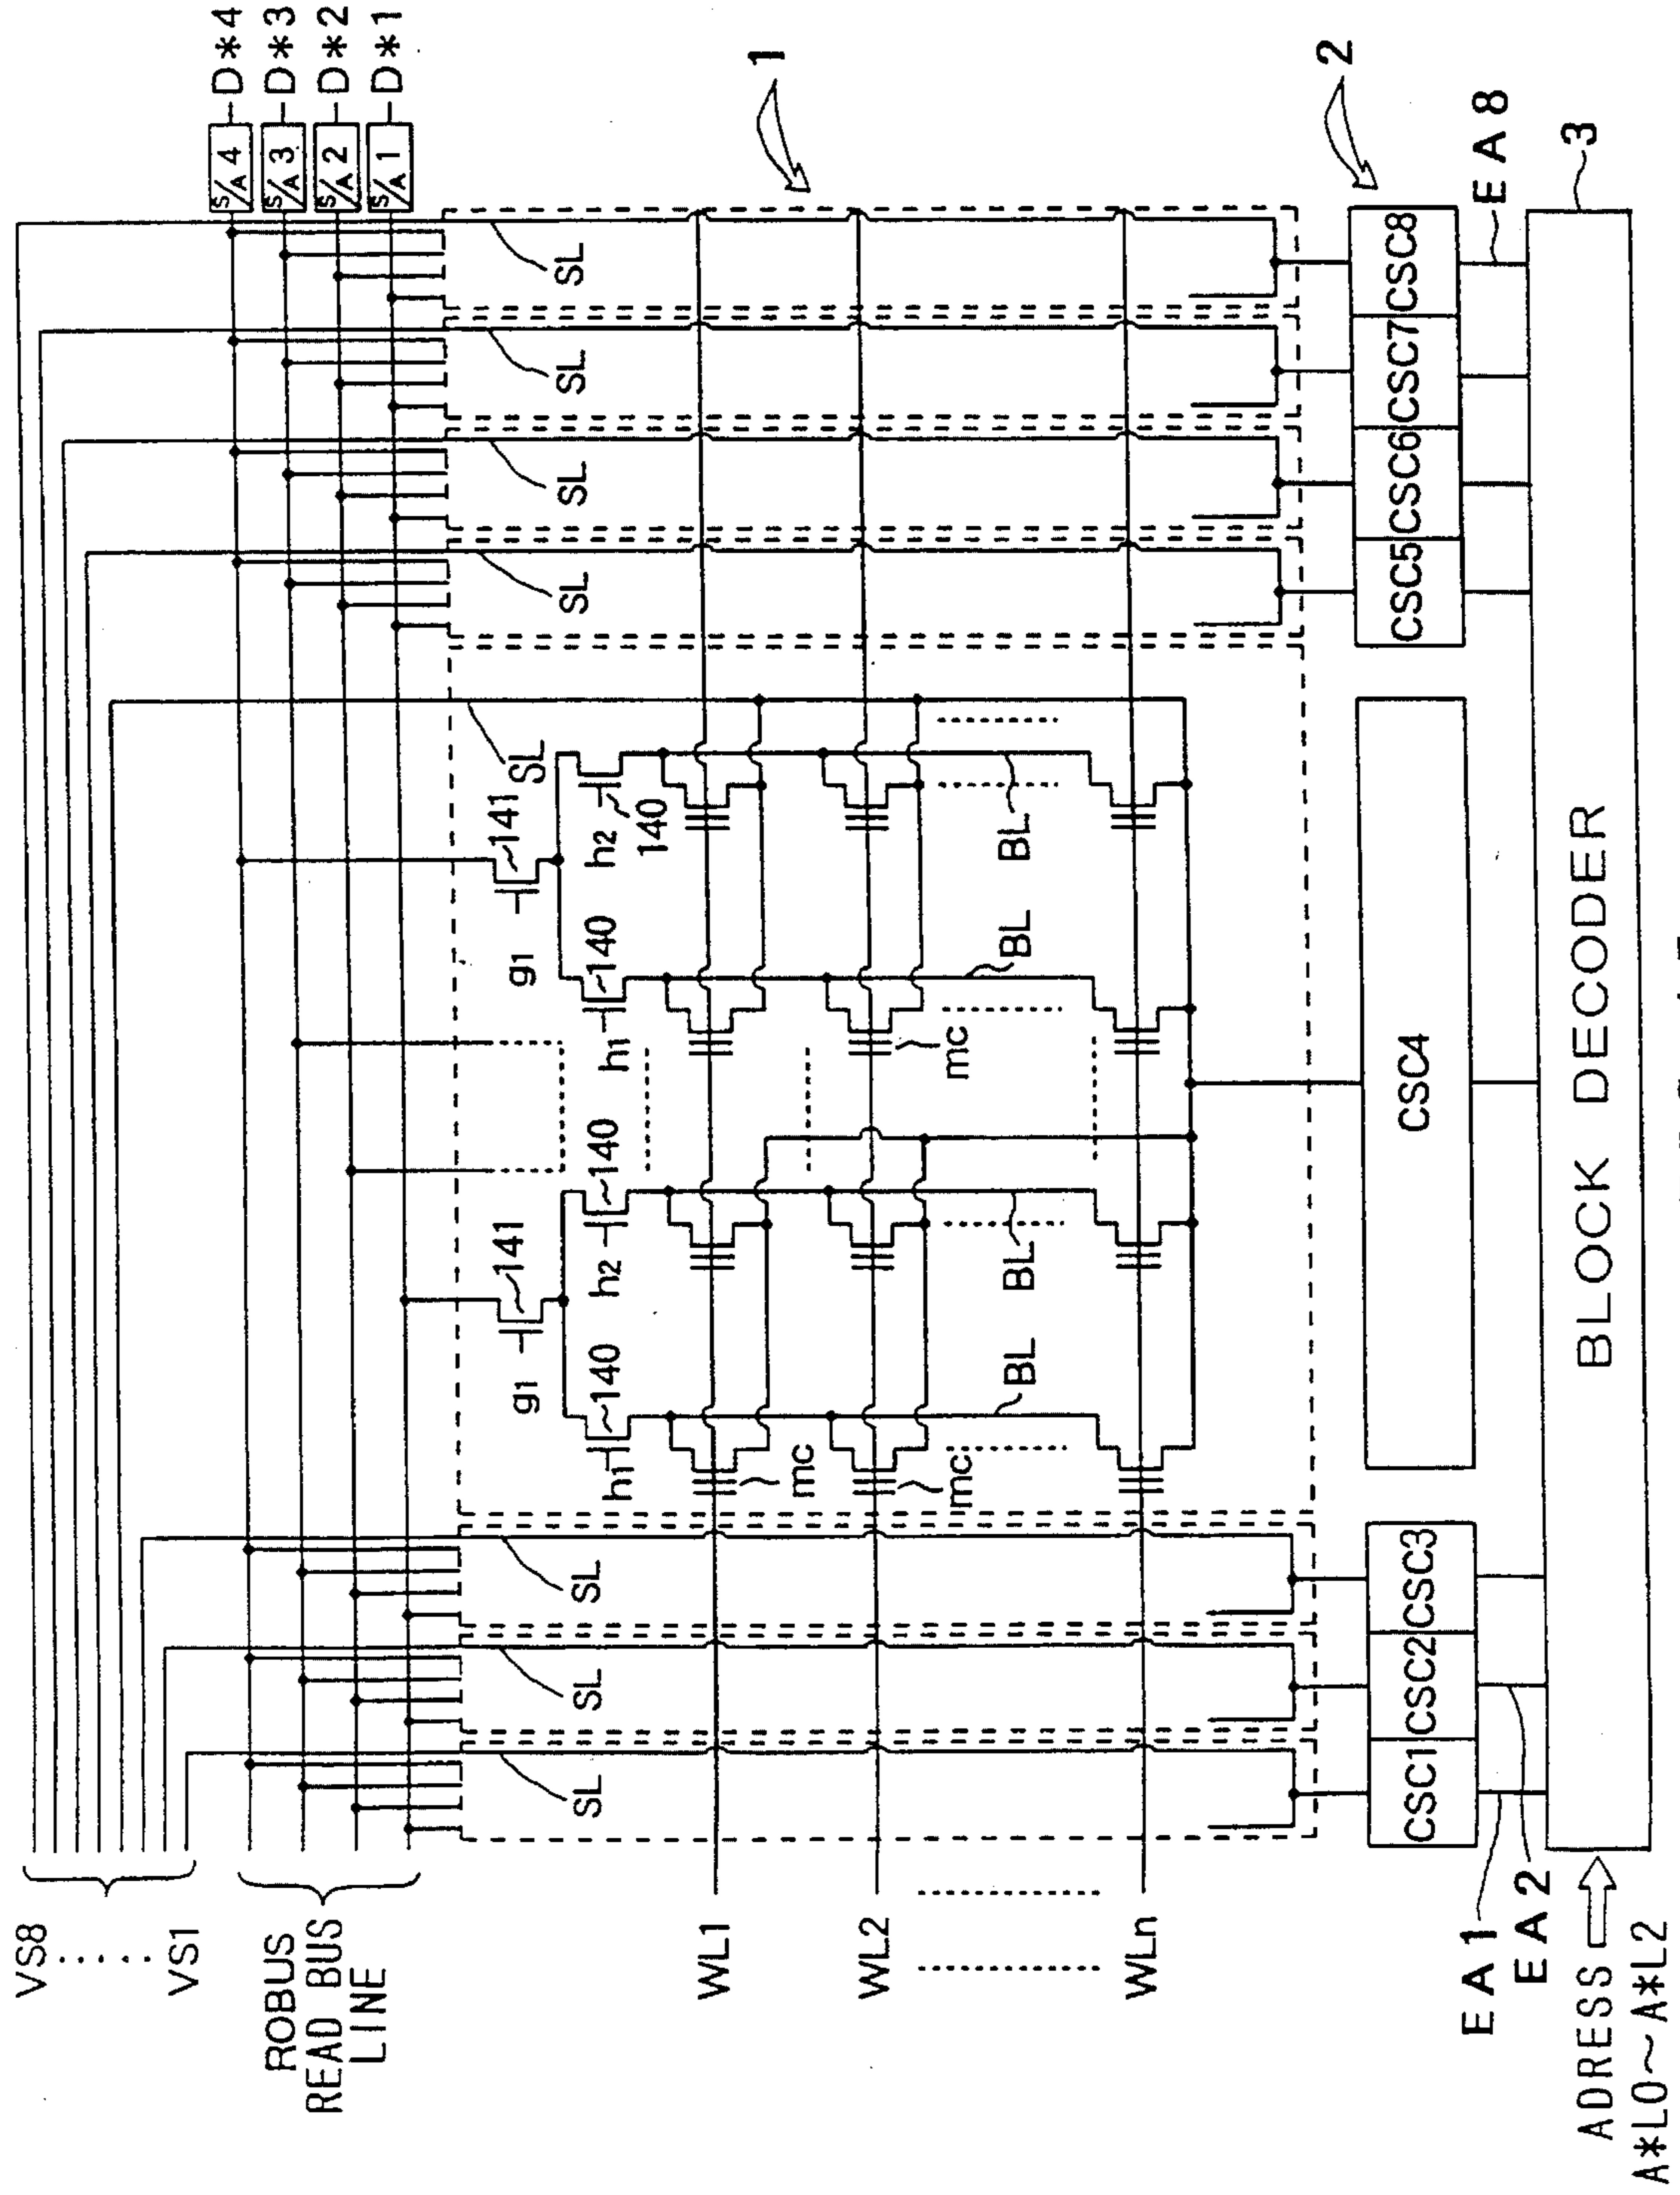 VS8
VS1
ROBUS
READ BUS
LINE
S/A 4
D*4
S/A 3
D*3
S/A 2
D*2
S/A 1
D*1
SL
SL
SL
SL
SL
SL
SL
SL
1
g1
141
g1
141
h1
140
h2
140
h1
140
h2
140
WL1
mc
WL2
mc
mc
BL
BL
BL
BL
WLn
2
CSC1
CSC2
CSC3
CSC4
CSC5
CSC6
CSC7
CSC8
EA1
EA2
EA8
3
ADRESS
A*L0~A*L2
BLOCK DECODER